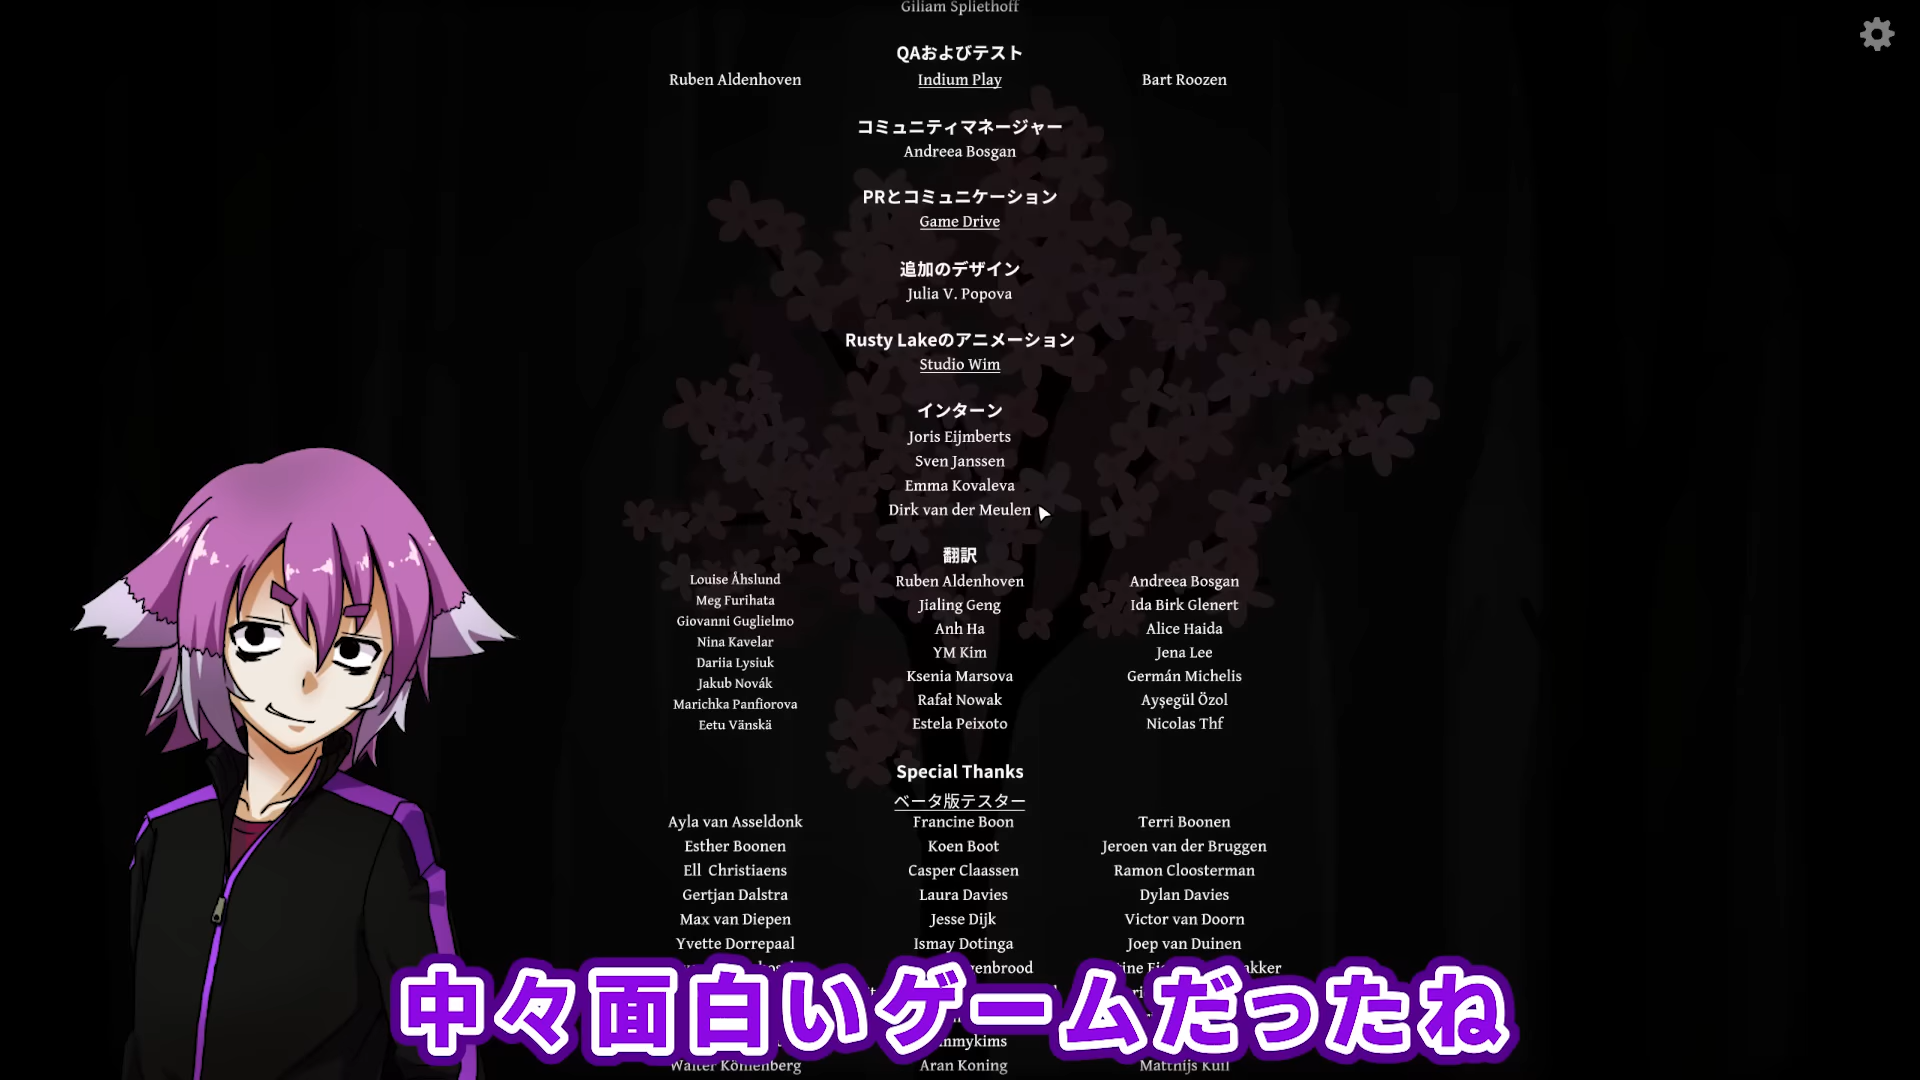 Giliam Spliethoff
QAおよびテスト
Ruben Aldenhoven Indium Play Bart Roozen
コミュニティマネージャー
Andreea Bosgan
PRとコミュニケーション
Game Drive
追加のデザイン
Julia V. Popova
Rusty Lakeのアニメーション
Studio Wim
インターン
Joris Eijmberts
Sven Janssen
Emma Kovaleva
Dirk van der Meulen
翻訳
Louise Åhslund Ruben Aldenhoven Andreea Bosgan
Meg Furihata Jialing Geng Ida Birk Glenert
Giovanni Guglielmo Anh Ha Alice Haida
Nina Kavelar YM Kim Jena Lee
Dariia Lysiuk Ksenia Marsova Germán Michelis
Jakub Novák Rafał Nowak Ayşegül Özol
Marichka Panfiorova Estela Peixoto Nicolas Thf
Eetu Vänskä
Special Thanks
ベータ版テスター
Ayla van Asseldonk Francine Boon Terri Boonen
Esther Boonen Koen Boot Jeroen van der Bruggen
Ell Christiaens Casper Claassen Ramon Cloosterman
Gertjan Dalstra Laura Davies Dylan Davies
Max van Diepen Jesse Dijk Victor van Doorn
Yvette Dorrepaal Ismay Dotinga Joep van Duinen
中々面白いゲームだったね
Walter Könenberg Aran Koning Matthijs Kuil